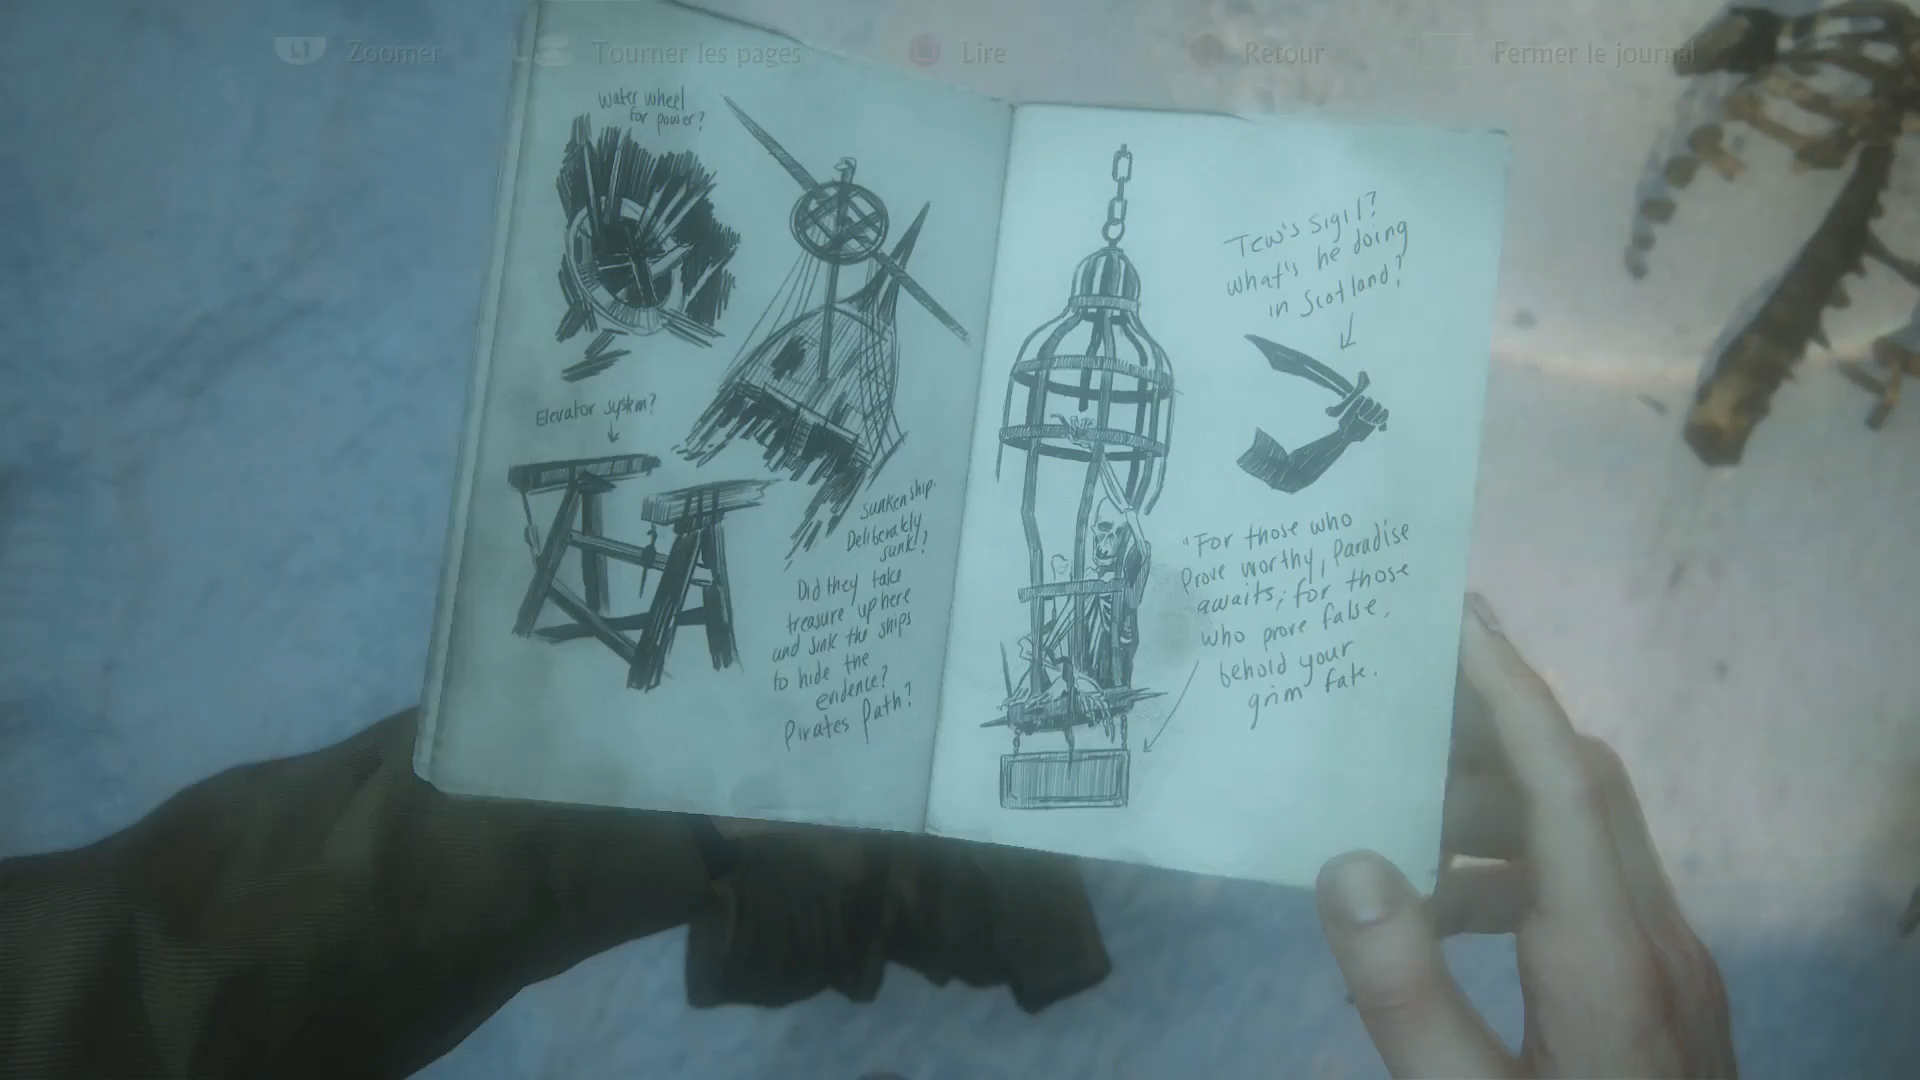 L1 Zoomer
Tourner les pages
Lire
Retour
Fermer le journal
water wheel
for power?
Elevator system?
sunken ship.
Deliberately
sunk!?
Did they take
treasure up here
and sink the ships
to hide the
evidence?
Pirates Path?
Tew's sigil?
what's he doing
in Scotland?
"For those who
prove worthy, Paradise
awaits; for those
who prove false,
behold your
grim fate.